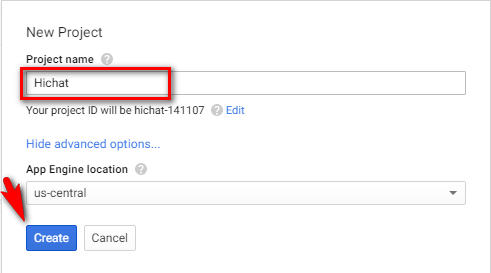 New Project
Project name ?
Hichat
Your project ID will be hichat-141107 ? Edit
Hide advanced options...
App Engine location ?
us-central
Create Cancel